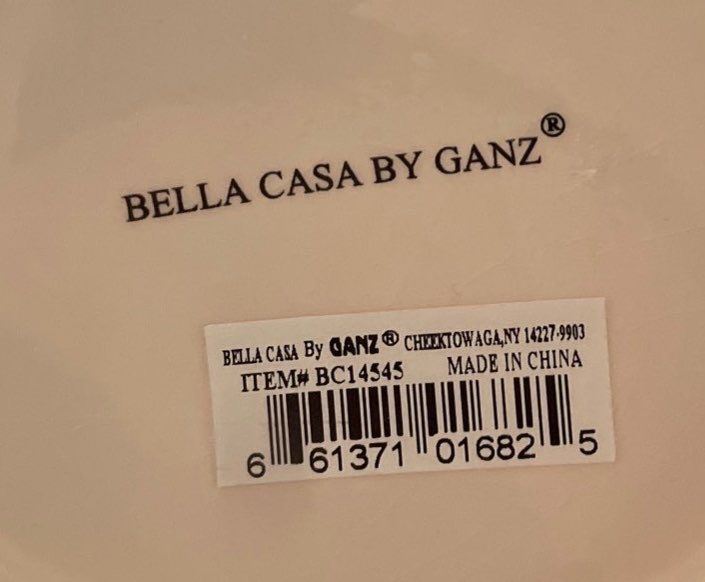 BELLA CASA BY GANZ®
BELLA CASA By GANZ® CHEEKTOWAGA,NY 14227-9903
ITEM# BC14545 MADE IN CHINA
6 61371 01682 5